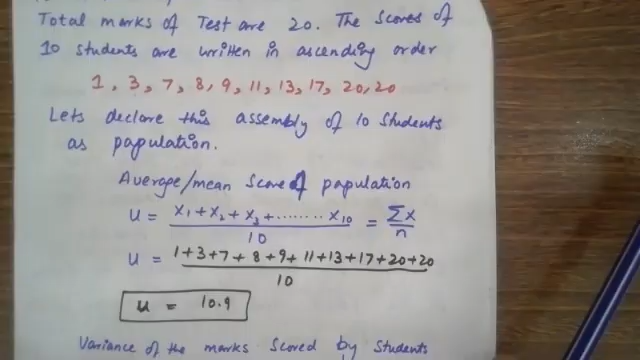 Total marks of Test are 20. The Scores of
10 students are written in ascending order
1, 3, 7, 8, 9, 11, 13, 17, 20, 20
Lets declare this assembly of 10 Students
as papulation.
Average/mean Score of papulation
u = x₁ + x₂ + x₃ + ........ x₁₀ / 10 = Σx / n
u = 1+3+7+8+9+11+13+17+20+20 / 10
u = 10.9
Variance of the marks Scored by Students